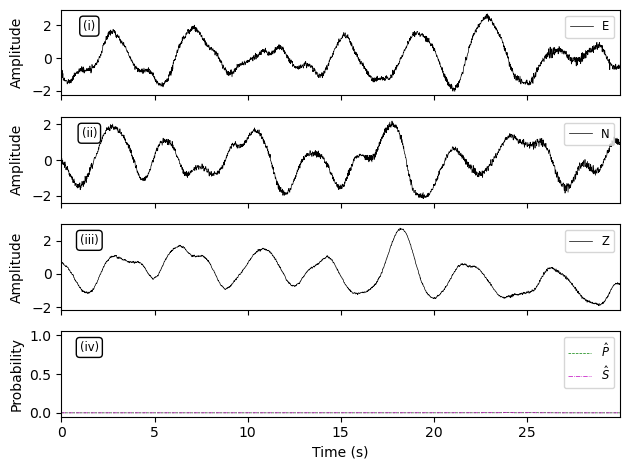 (i)
E
Amplitude
2
0
−2
(ii)
N
Amplitude
2
0
−2
(iii)
Z
Amplitude
2
0
−2
(iv)
P̂
Ŝ
Probability
1.0
0.5
0.0
0 5 10 15 20 25
Time (s)